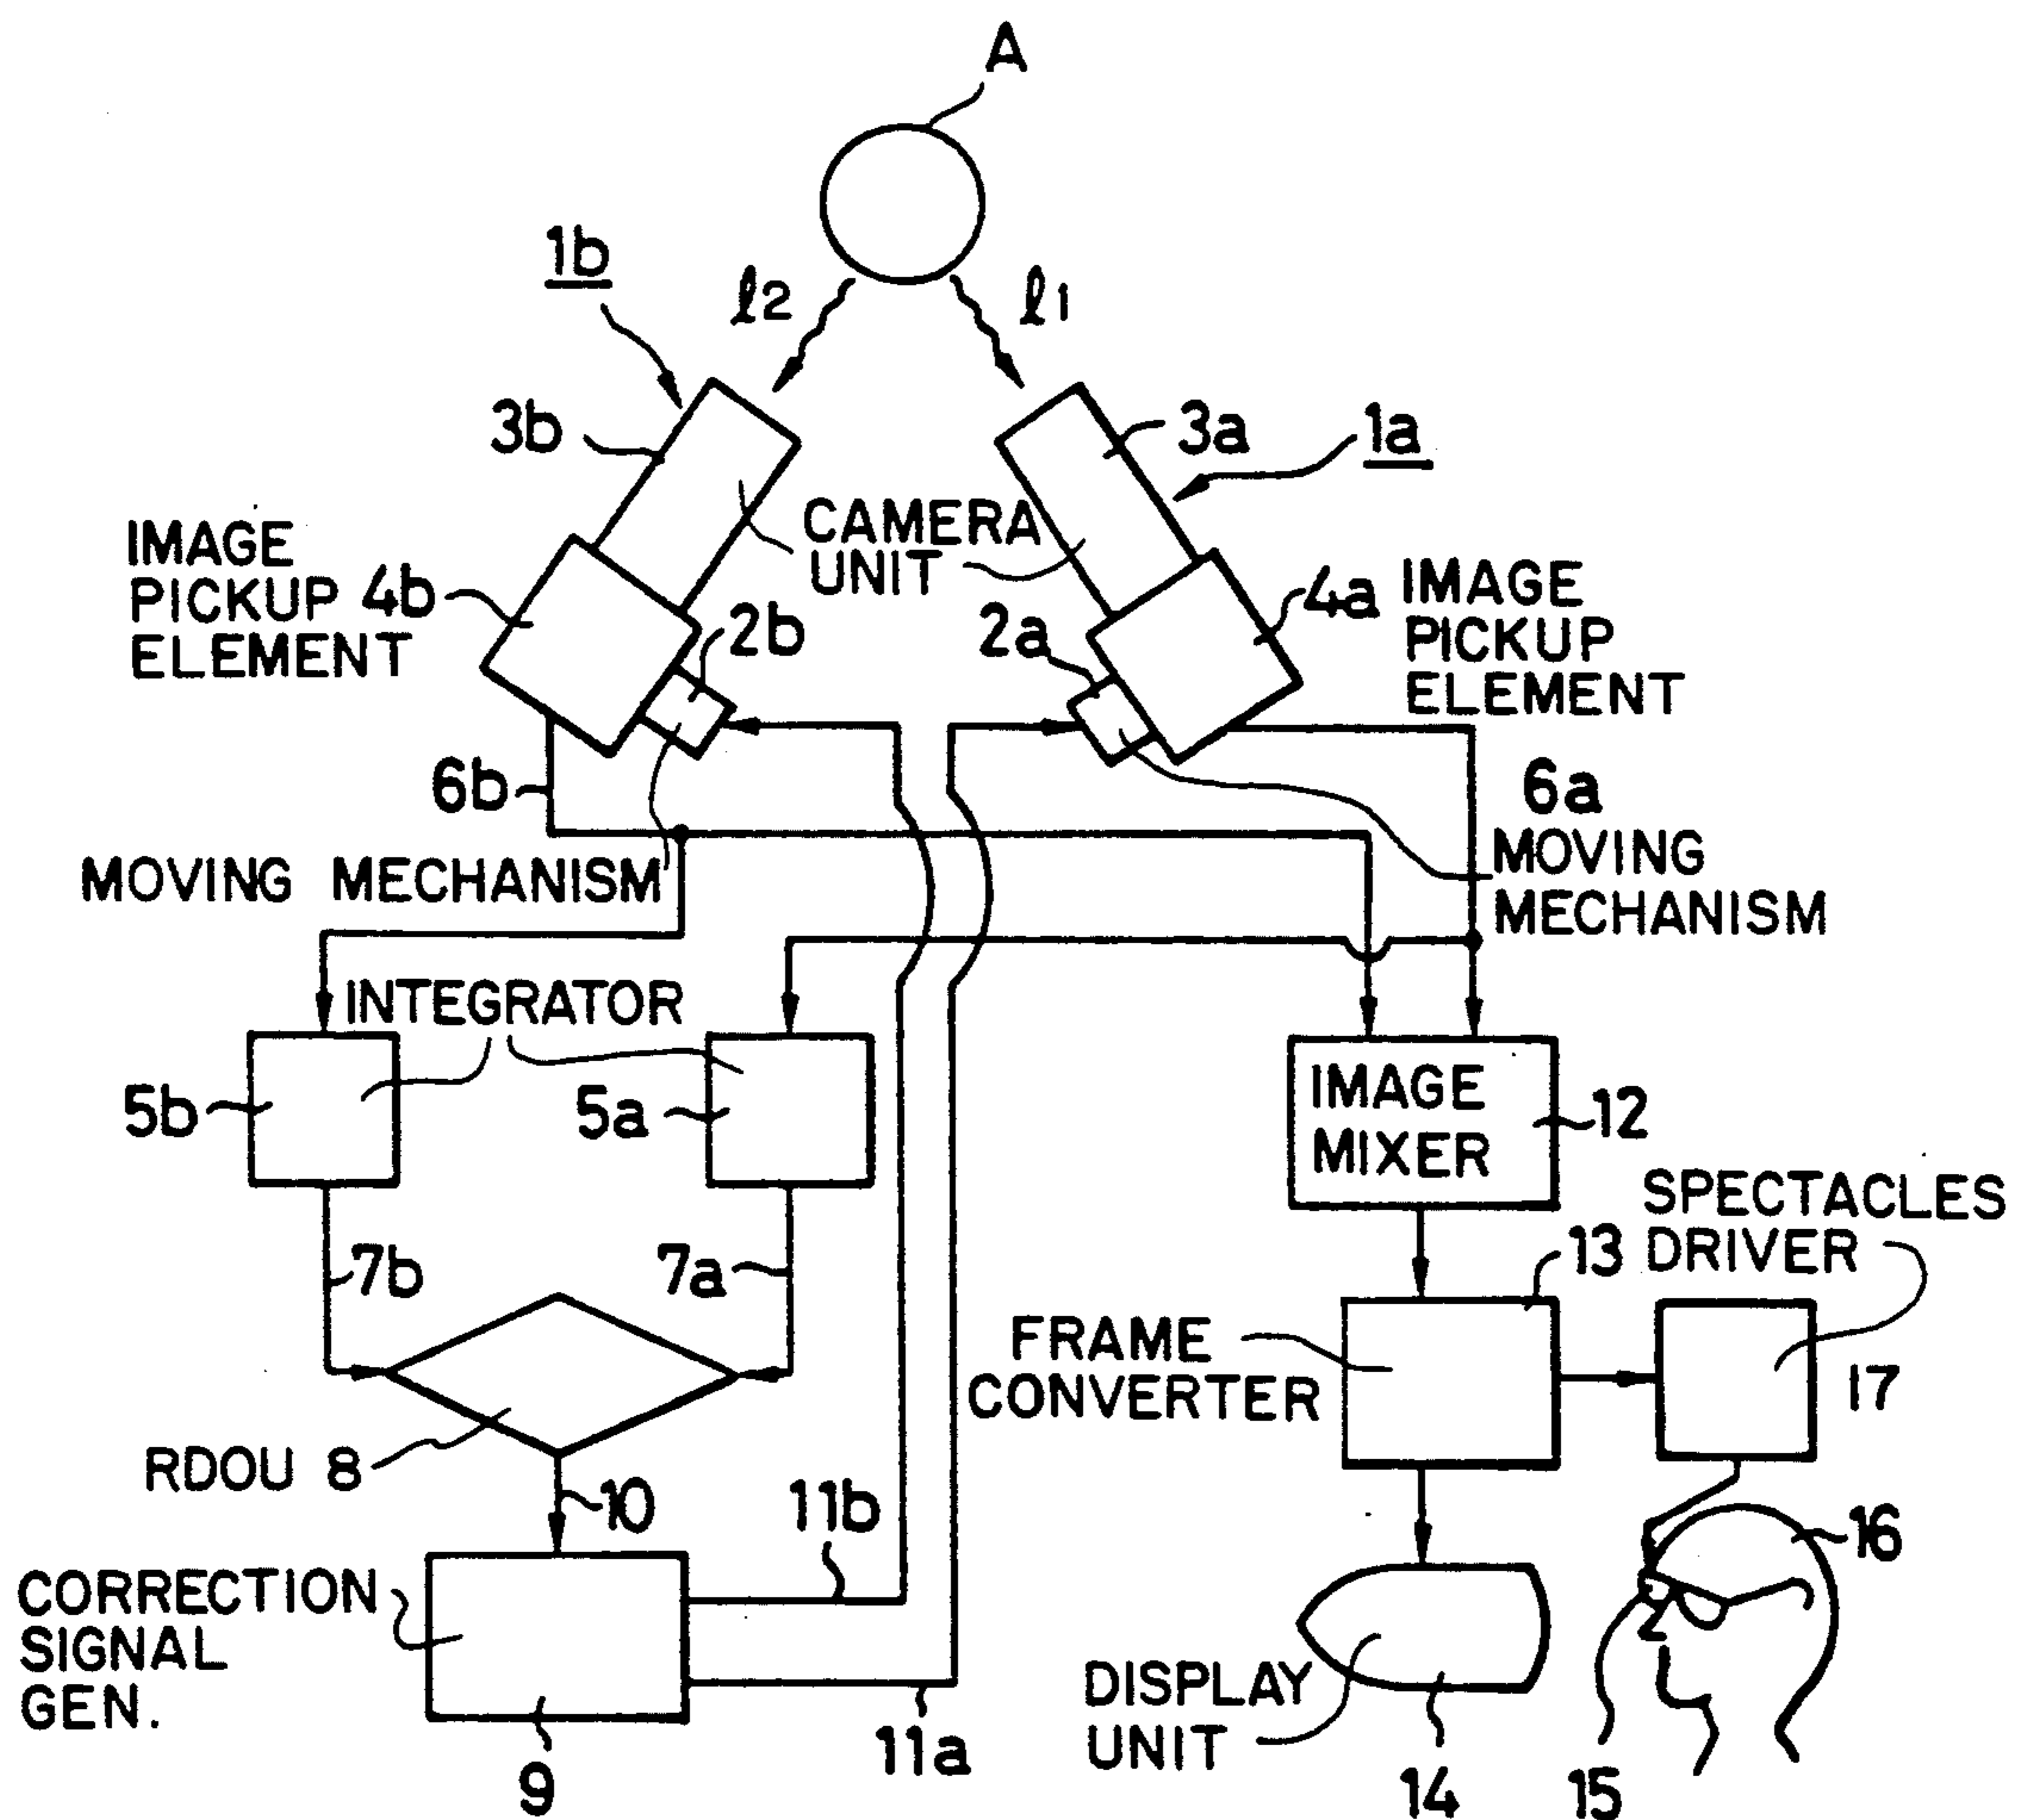 A
1b
l2
l1
3b
3a
1a
CAMERA
UNIT
IMAGE
PICKUP
ELEMENT
4b
2b
2a
4a
IMAGE
PICKUP
ELEMENT
6b
6a
MOVING MECHANISM
MOVING
MECHANISM
INTEGRATOR
5b
5a
IMAGE
MIXER
12
SPECTACLES
DRIVER
7b
7a
13
FRAME
CONVERTER
17
RDOU 8
10
11b
16
CORRECTION
SIGNAL
GEN.
DISPLAY
UNIT
11a
9
14
15